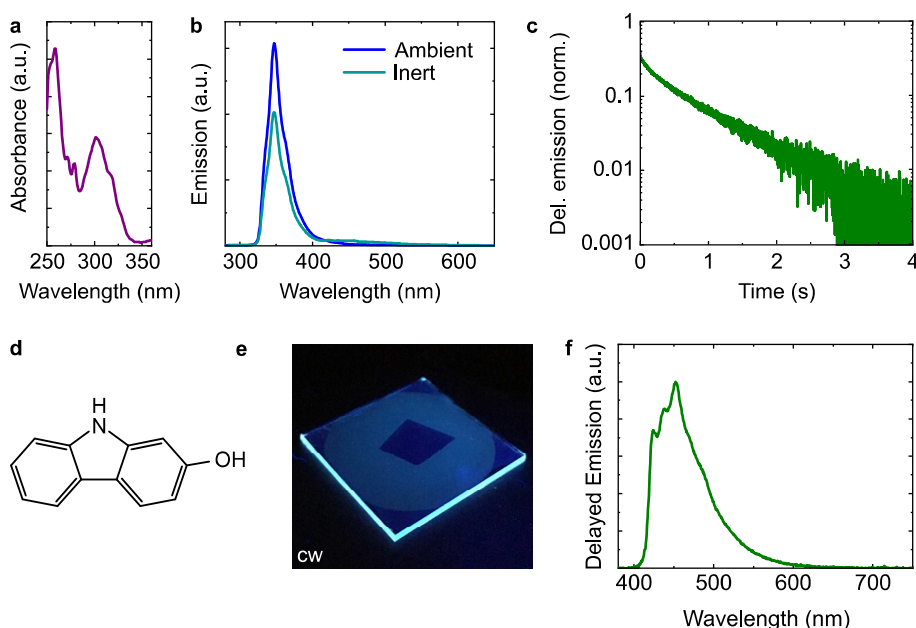 a
Absorbance (a.u.)
250 300 350
Wavelength (nm)
b
Emission (a.u.)
Ambient
Inert
300 400 500 600
Wavelength (nm)
c
Del. emission (norm.)
1
0.1
0.01
0.001
0 1 2 3 4
Time (s)
d
H
N
OH
e
cw
f
Delayed Emission (a.u.)
400 500 600 700
Wavelength (nm)